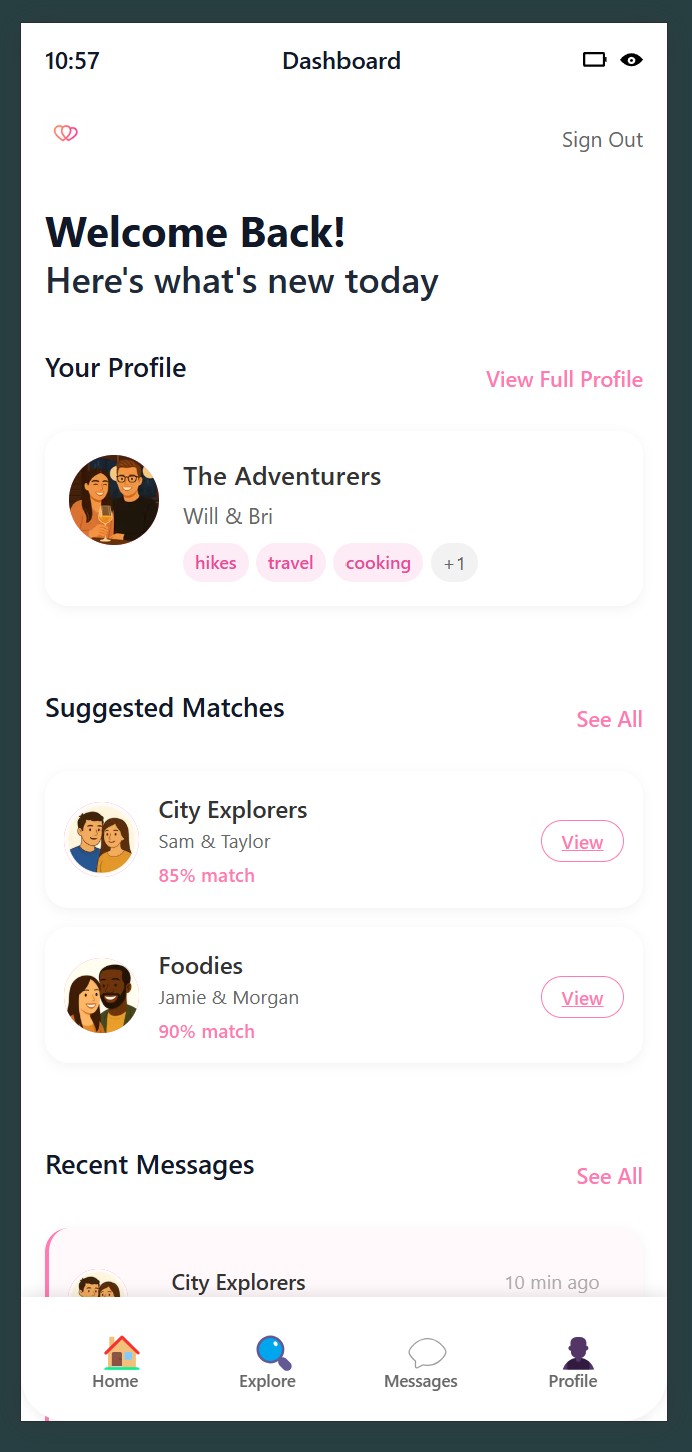 10:57 Dashboard
Sign Out
Welcome Back!
Here's what's new today
Your Profile
View Full Profile
The Adventurers
Will & Bri
hikes travel cooking +1
Suggested Matches
See All
City Explorers
Sam & Taylor
85% match
View
Foodies
Jamie & Morgan
90% match
View
Recent Messages
See All
City Explorers 10 min ago
Home Explore Messages Profile